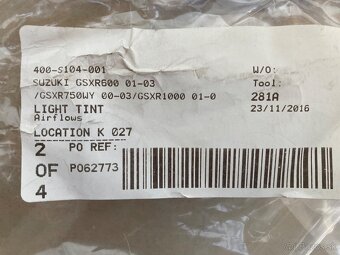 400-S104-001 W/O:
SUZUKI GSXR600 01-03 Tool:
/GSXR750WY 00-03/GSXR1000 01-0 281A
LIGHT TINT 23/11/2016
Airflows
LOCATION K 027
2 PO REF:
OF PO62773
4